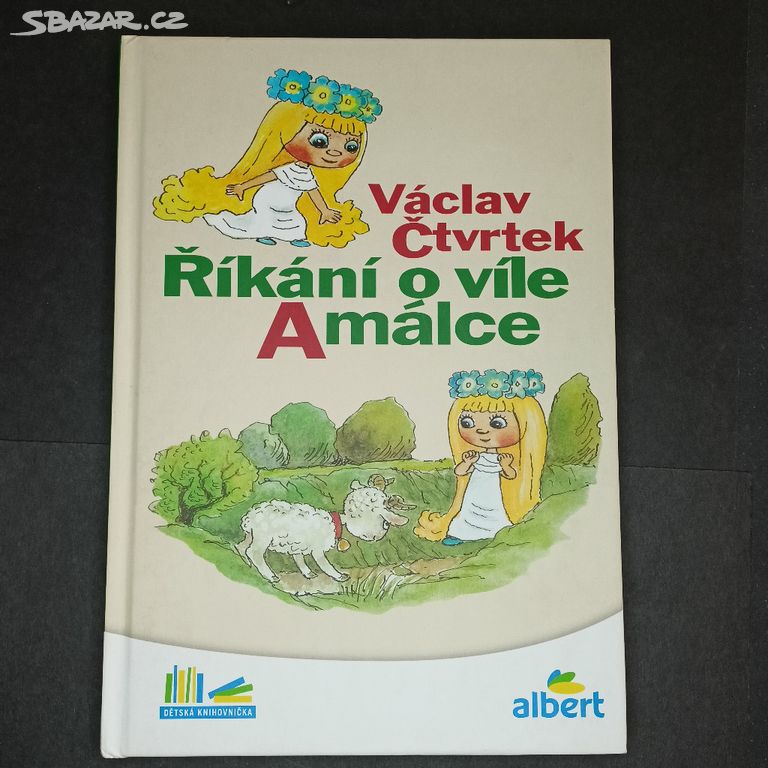 SBAZAR.CZ
Václav
Čtvrtek
Říkání o víle
Amálce
DĚTSKÁ KNIHOVNIČKA
albert